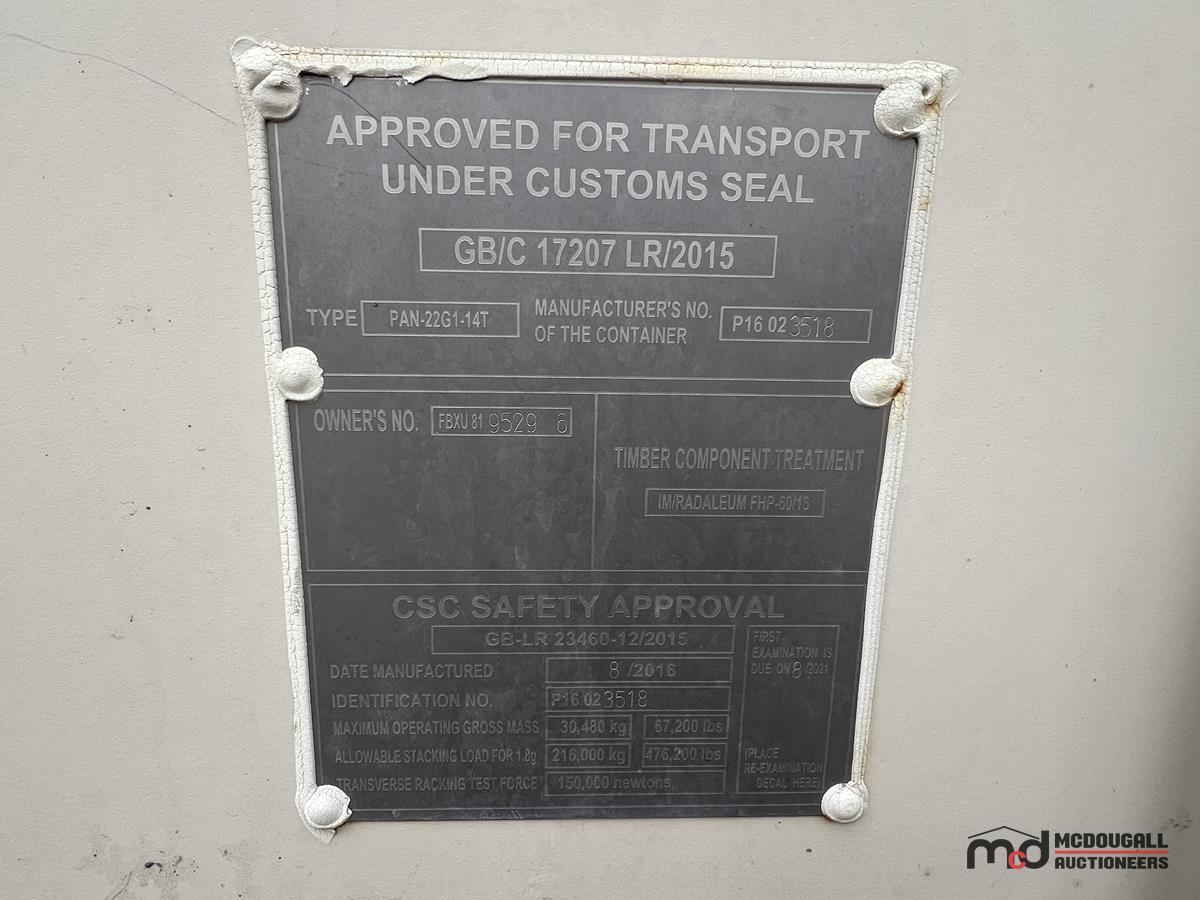 APPROVED FOR TRANSPORT
UNDER CUSTOMS SEAL
GB/C 17207 LR/2015
TYPE PAN-22G1-14T MANUFACTURER'S NO. OF THE CONTAINER P16 02 3518
OWNER'S NO. FBXU 81 9529 6
TIMBER COMPONENT TREATMENT
IM/RADALEUM FHP-60/16
CSC SAFETY APPROVAL
GB-LR 23460-12/2015
DATE MANUFACTURED 8 /2016
IDENTIFICATION NO. P16 02 3518
MAXIMUM OPERATING GROSS MASS 30,480 kg 67,200 lbs
ALLOWABLE STACKING LOAD FOR 1.8g 216,000 kg 476,200 lbs
TRANSVERSE RACKING TEST FORCE 150,000 newtons
FIRST
EXAMINATION IS
DUE ON 8 /2021
(PLACE
RE-EXAMINATION
DECAL HERE)
mcd MCDOUGALL
AUCTIONEERS